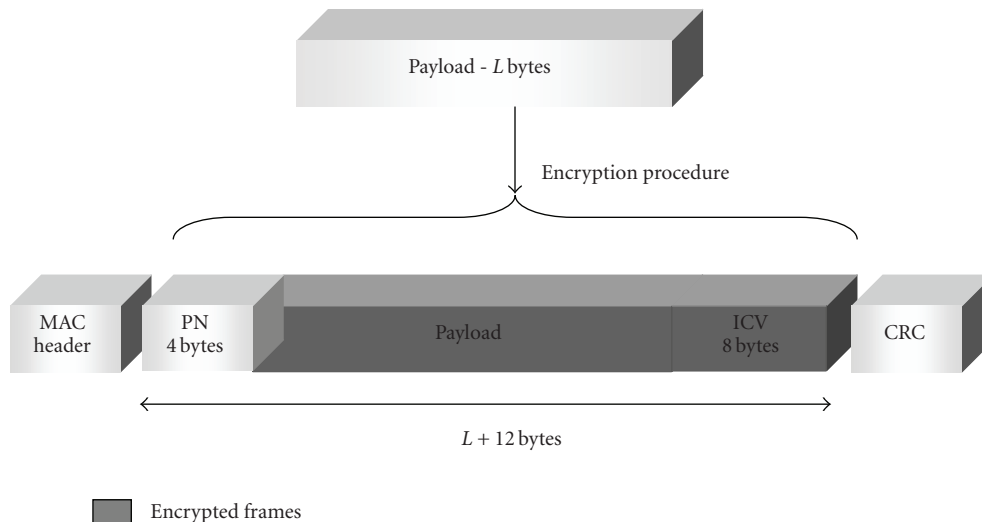 Payload - L bytes
Encryption procedure
MAC
header
PN
4 bytes
Payload
ICV
8 bytes
CRC
L + 12 bytes
Encrypted frames